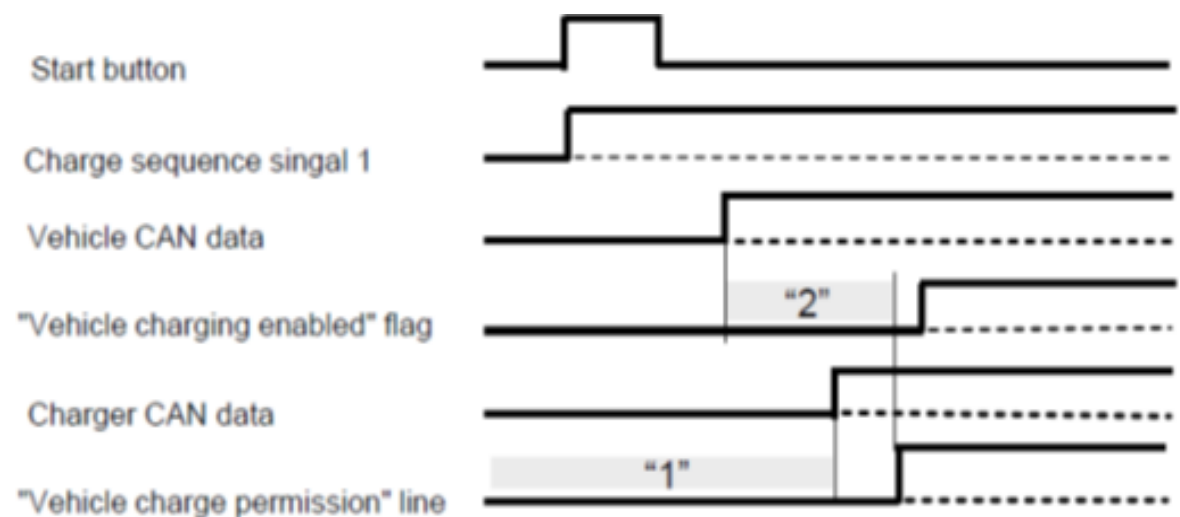 Start button
Charge sequence singal 1
Vehicle CAN data
“2”
"Vehicle charging enabled" flag
Charger CAN data
“1”
"Vehicle charge permission" line